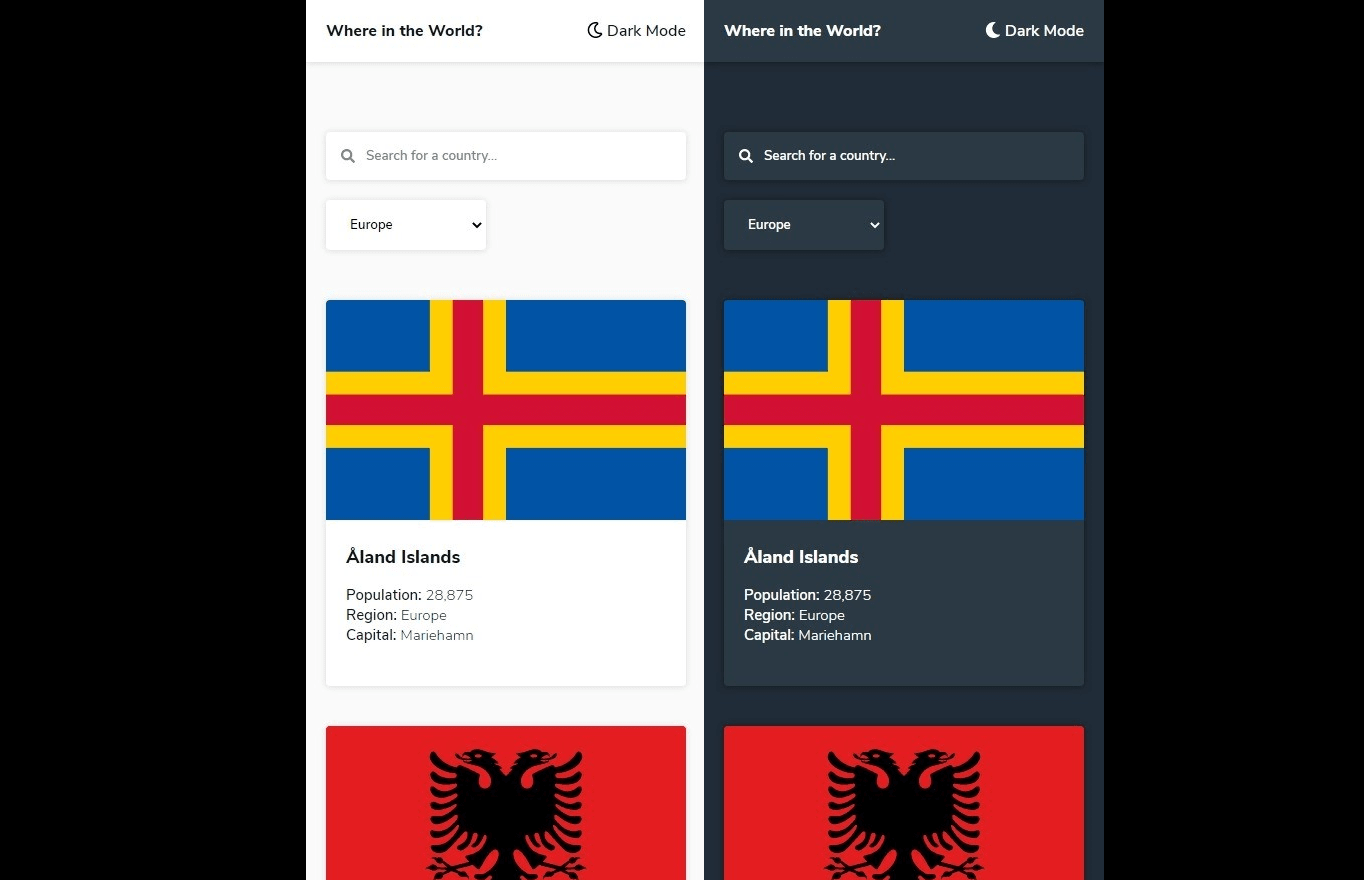 Where in the World?
Dark Mode
Search for a country...
Europe
Åland Islands
Population: 28,875
Region: Europe
Capital: Mariehamn
Where in the World?
Dark Mode
Search for a country...
Europe
Åland Islands
Population: 28,875
Region: Europe
Capital: Mariehamn